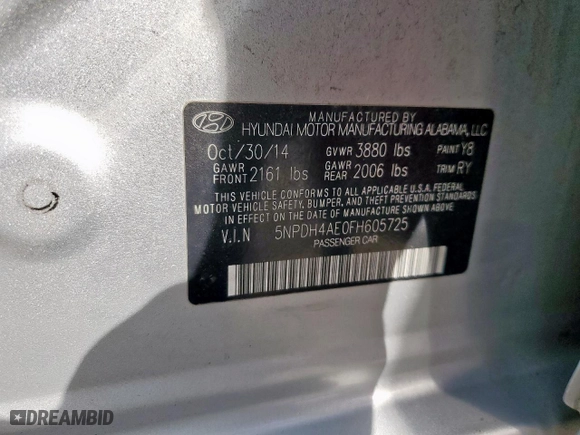 MANUFACTURED BY
HYUNDAI MOTOR MANUFACTURING ALABAMA, LLC
Oct/30/14 GVWR 3880 lbs PAINT Y8
GAWR FRONT 2161 lbs GAWR REAR 2006 lbs TRIM RY
THIS VEHICLE CONFORMS TO ALL APPLICABLE U.S.A. FEDERAL
MOTOR VEHICLE SAFETY, BUMPER, AND THEFT PREVENTION STANDARDS
IN EFFECT ON THE DATE OF MANUFACTURE SHOWN ABOVE.
V.I.N 5NPDH4AE0FH605725
PASSENGER CAR
DREAMBID